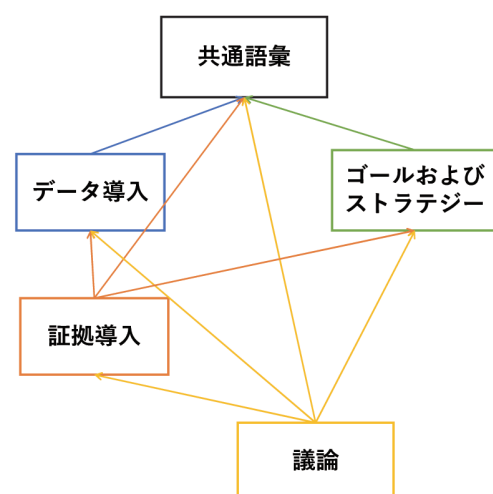 共通語彙
データ導入
ゴールおよび
ストラテジー
証拠導入
議論